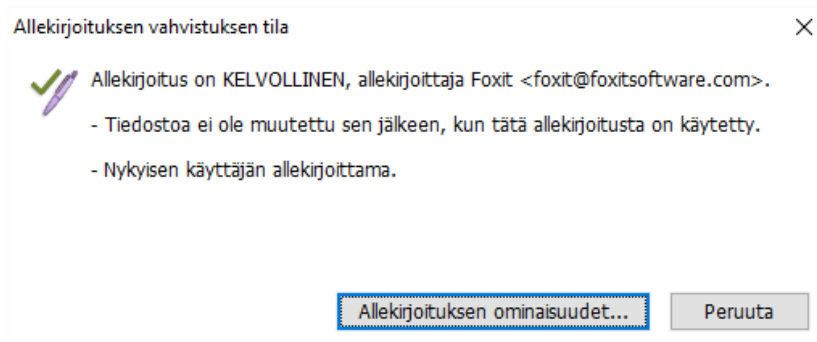 Allekirjoituksen vahvistuksen tila
Allekirjoitus on KELVOLLINEN, allekirjoittaja Foxit <foxit@foxitsoftware.com>.
- Tiedostoa ei ole muutettu sen jälkeen, kun tätä allekirjoitusta on käytetty.
- Nykyisen käyttäjän allekirjoittama.
Allekirjoituksen ominaisuudet... Peruuta